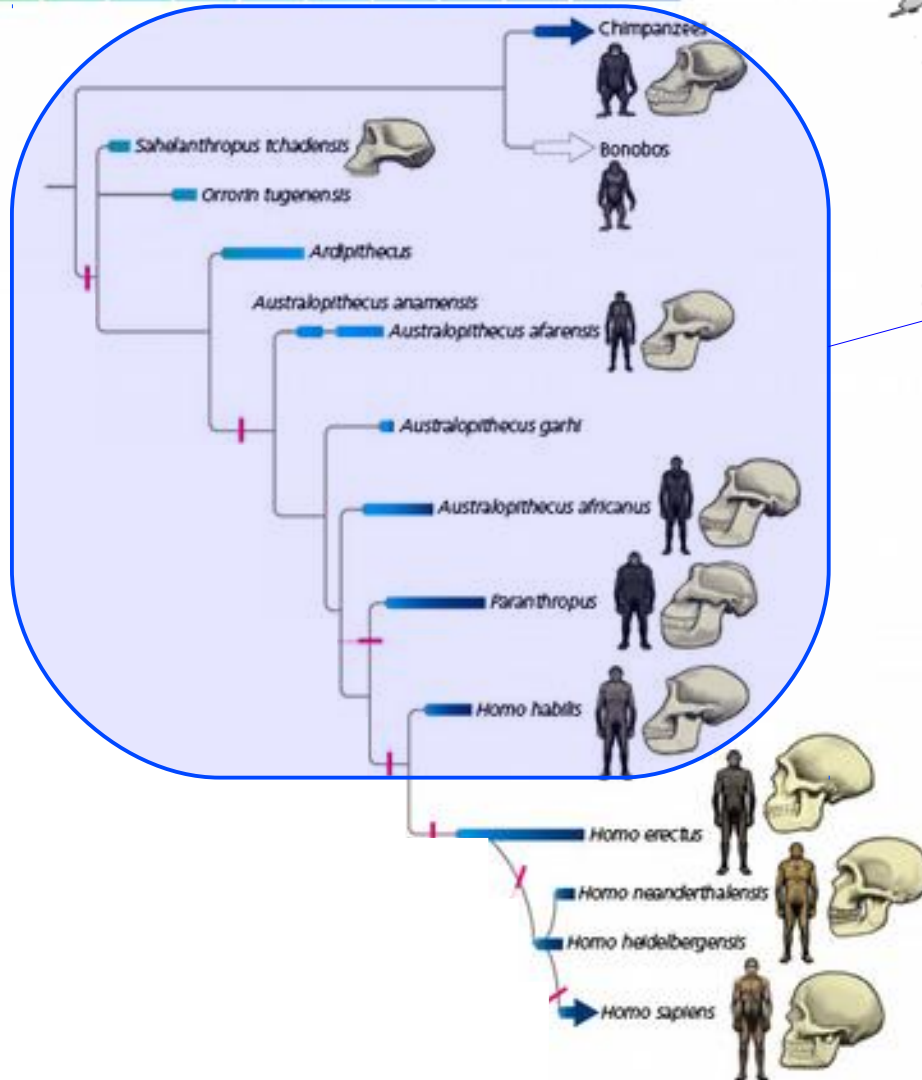 Chimpanzees
Sahelanthropus tchadensis
Bonobos
Orrorin tugenensis
Ardipithecus
Australopithecus anamensis
Australopithecus afarensis
Australopithecus garhi
Australopithecus africanus
Paranthropus
Homo habilis
Homo erectus
Homo neanderthalensis
Homo heidelbergensis
Homo sapiens